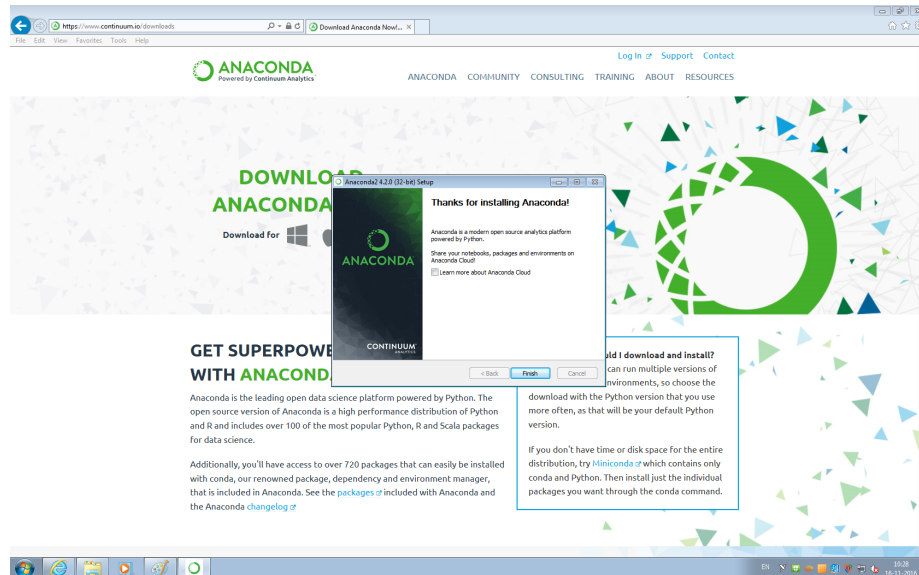 https://www.continuum.io/downloads
Download Anaconda Now!...
File Edit View Favorites Tools Help
Log In Support Contact
ANACONDA
Powered by Continuum Analytics
ANACONDA COMMUNITY CONSULTING TRAINING ABOUT RESOURCES
DOWNLO
ANACONDA
Download for
Anaconda2 4.2.0 (32-bit) Setup
Thanks for installing Anaconda!
Anaconda is a modern open source analytics platform
powered by Python.
Share your notebooks, packages and environments on
Anaconda Cloud!
Learn more about Anaconda Cloud
ANACONDA
CONTINUUM
ANALYTICS
< Back Finish Cancel
GET SUPERPOWE
WITH ANACOND
Anaconda is the leading open data science platform powered by Python. The
open source version of Anaconda is a high performance distribution of Python
and R and includes over 100 of the most popular Python, R and Scala packages
for data science.
Additionally, you'll have access to over 720 packages that can easily be installed
with conda, our renowned package, dependency and environment manager,
that is included in Anaconda. See the packages included with Anaconda and
the Anaconda changelog
uld I download and install?
can run multiple versions of
nvironments, so choose the
download with the Python version that you use
more often, as that will be your default Python
version.
If you don't have time or disk space for the entire
distribution, try Miniconda which contains only
conda and Python. Then install just the individual
packages you want through the conda command.
EN
10:28
16-11-2016